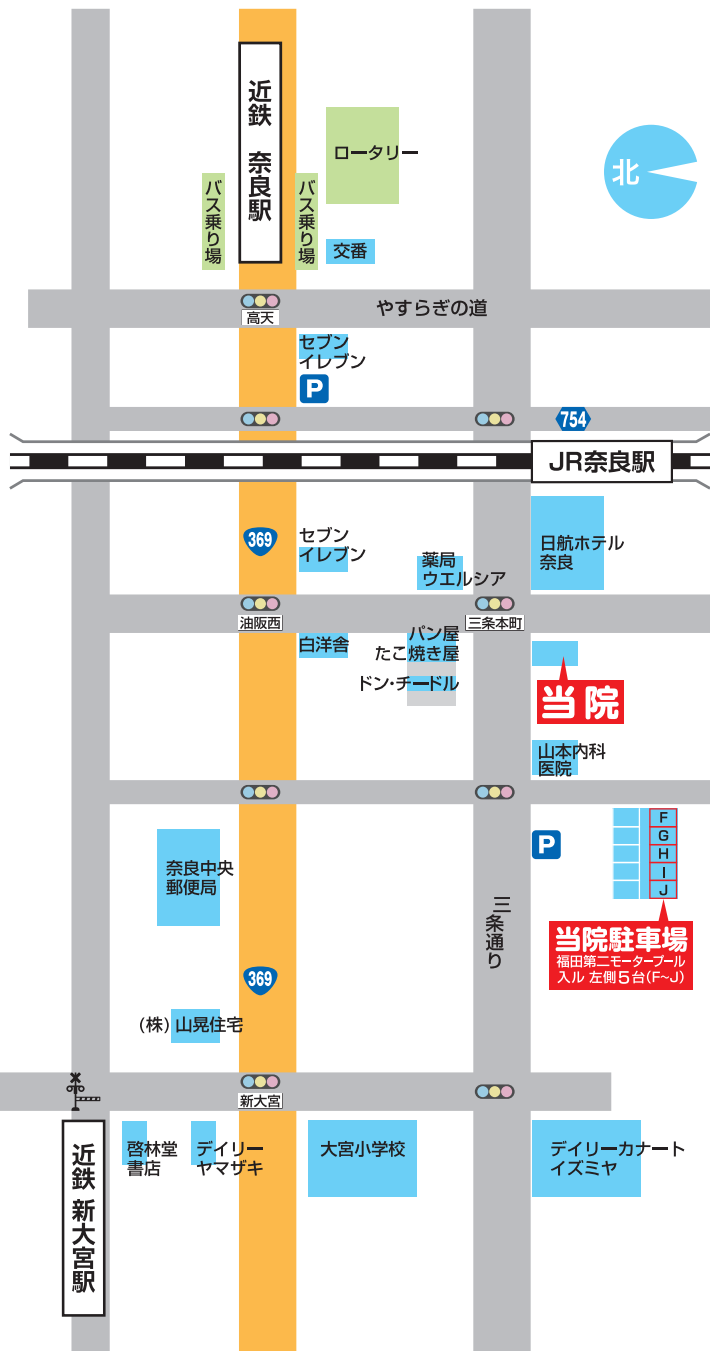 近鉄 奈良駅
ロータリー
北
バス乗り場
バス乗り場
交番
やすらぎの道
高天
セブン
イレブン
P
754
JR奈良駅
369
セブン
イレブン
薬局
ウエルシア
日航ホテル
奈良
油阪西
三条本町
白洋舎
パン屋
たこ焼き屋
ドン・チードル
当院
山本内科
医院
P
F
G
H
I
J
奈良中央
郵便局
三条通り
当院駐車場
福田第二モータープール
入ル 左側5台(F~J)
369
(株)山晃住宅
新大宮
近鉄 新大宮駅
啓林堂
書店
デイリー
ヤマザキ
大宮小学校
デイリーカナート
イズミヤ